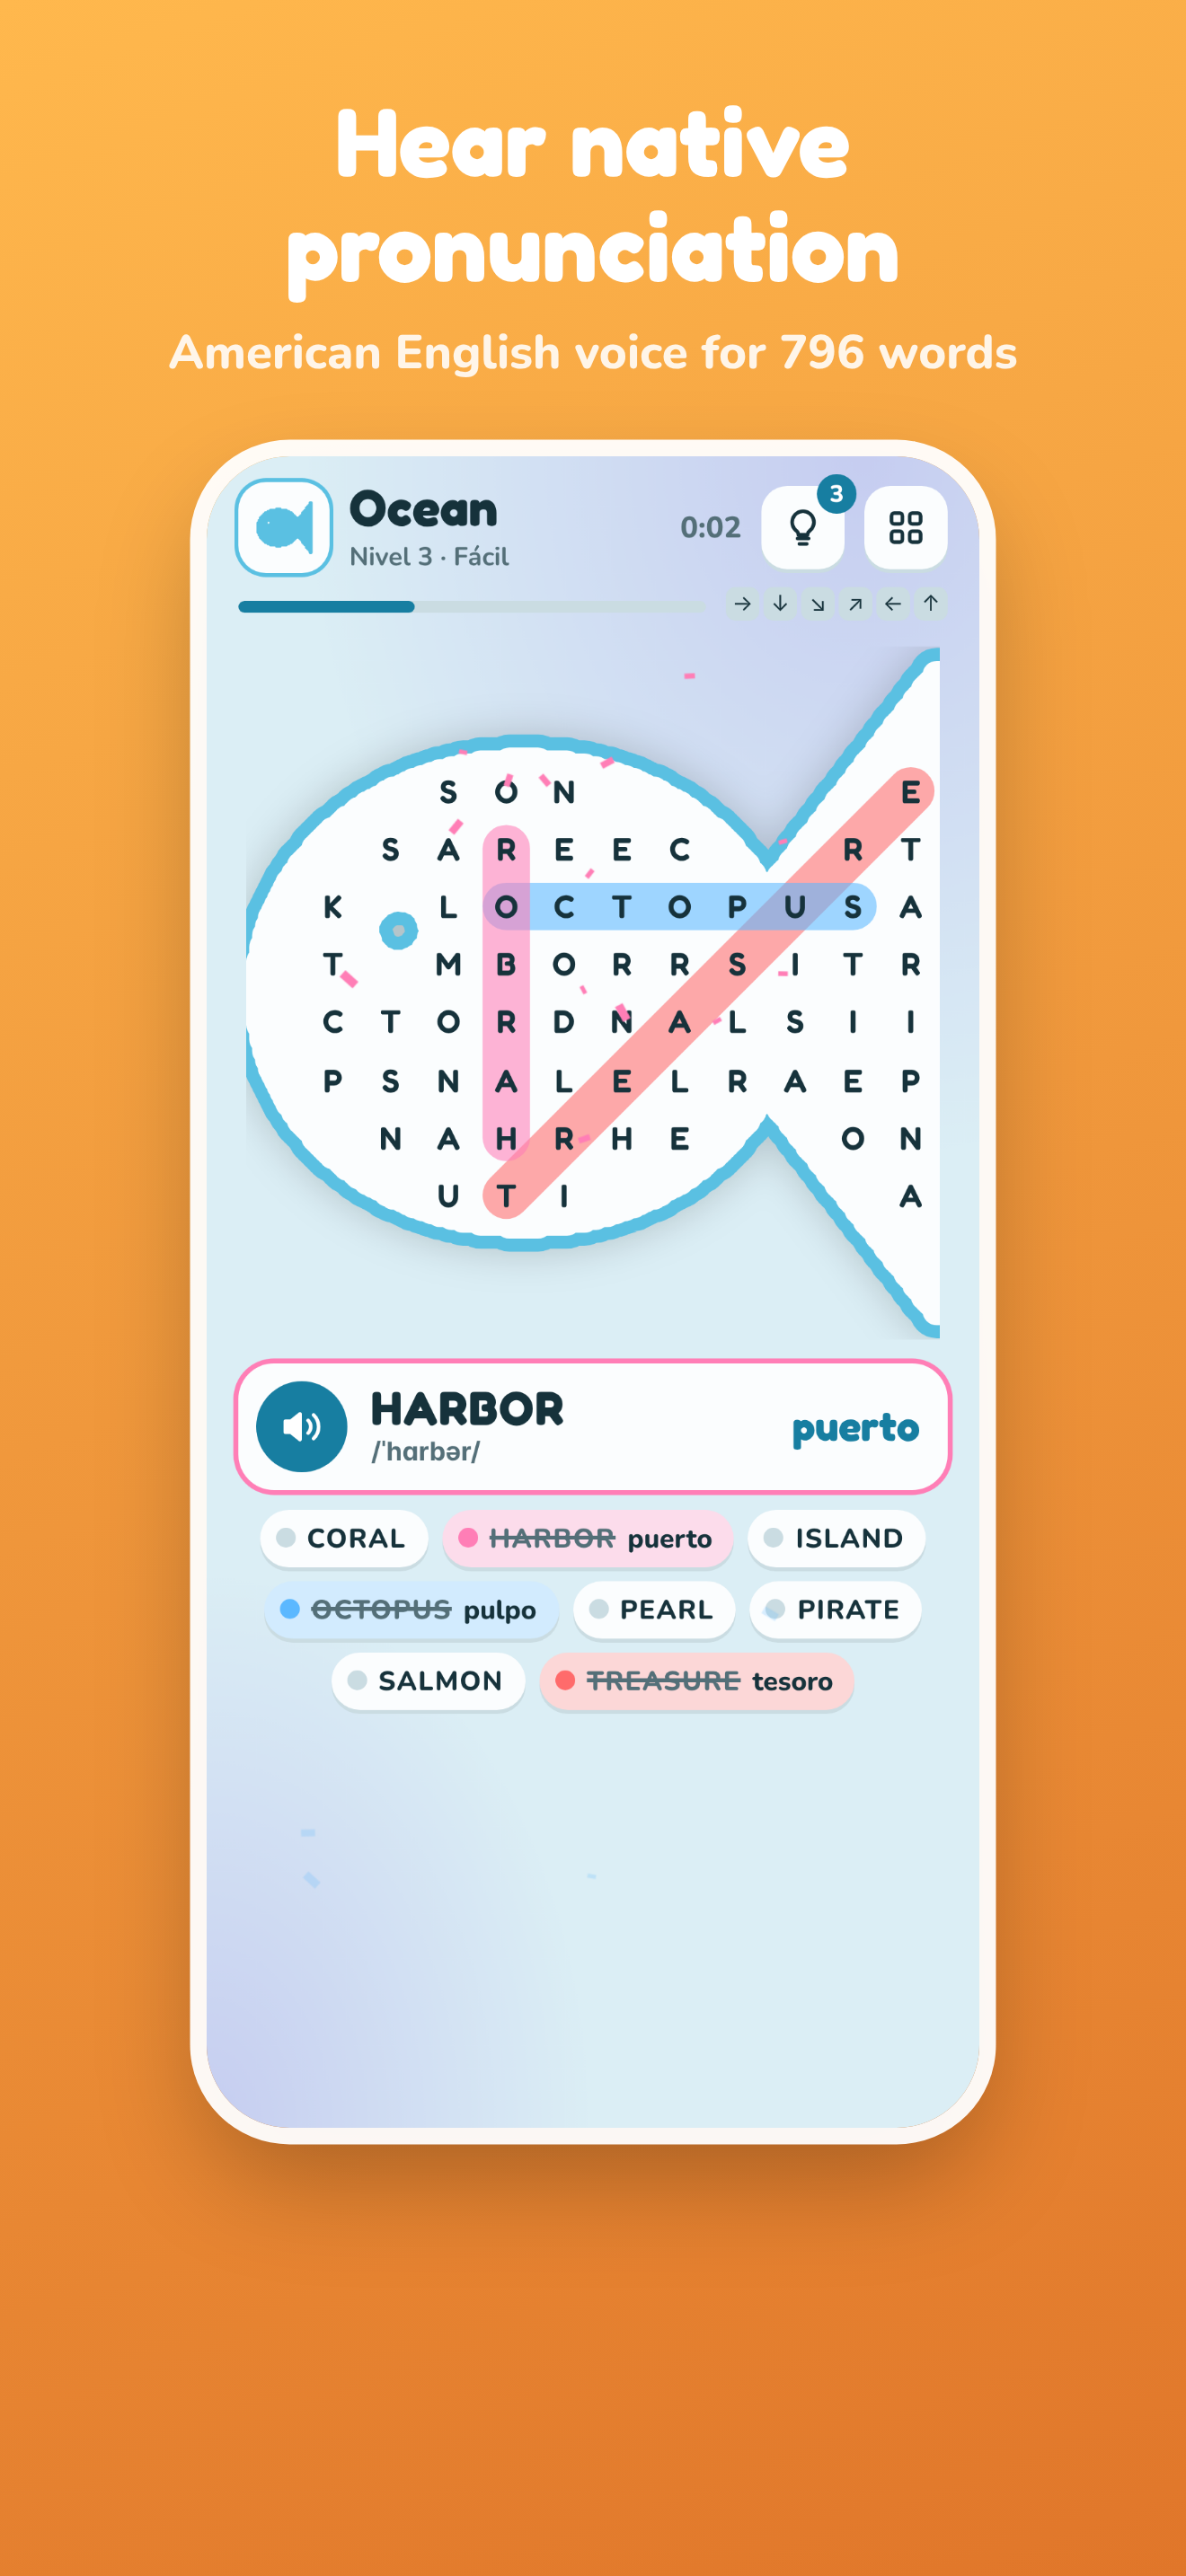 Hear native
pronunciation
American English voice for 796 words
Ocean
Nivel 3 · Fácil
0:02
3
→ ↓ ↘ ↗ ← ↑
S O N E
S A R E E C R T
K L O C T O P U S A
T M B O R R S I T R
C T O R D N A L S I I
P S N A L E L R A E P
N A H R H E O N
U T I A
HARBOR
/ˈhɑrbər/
puerto
CORAL
HARBOR puerto
ISLAND
OCTOPUS pulpo
PEARL
PIRATE
SALMON
TREASURE tesoro